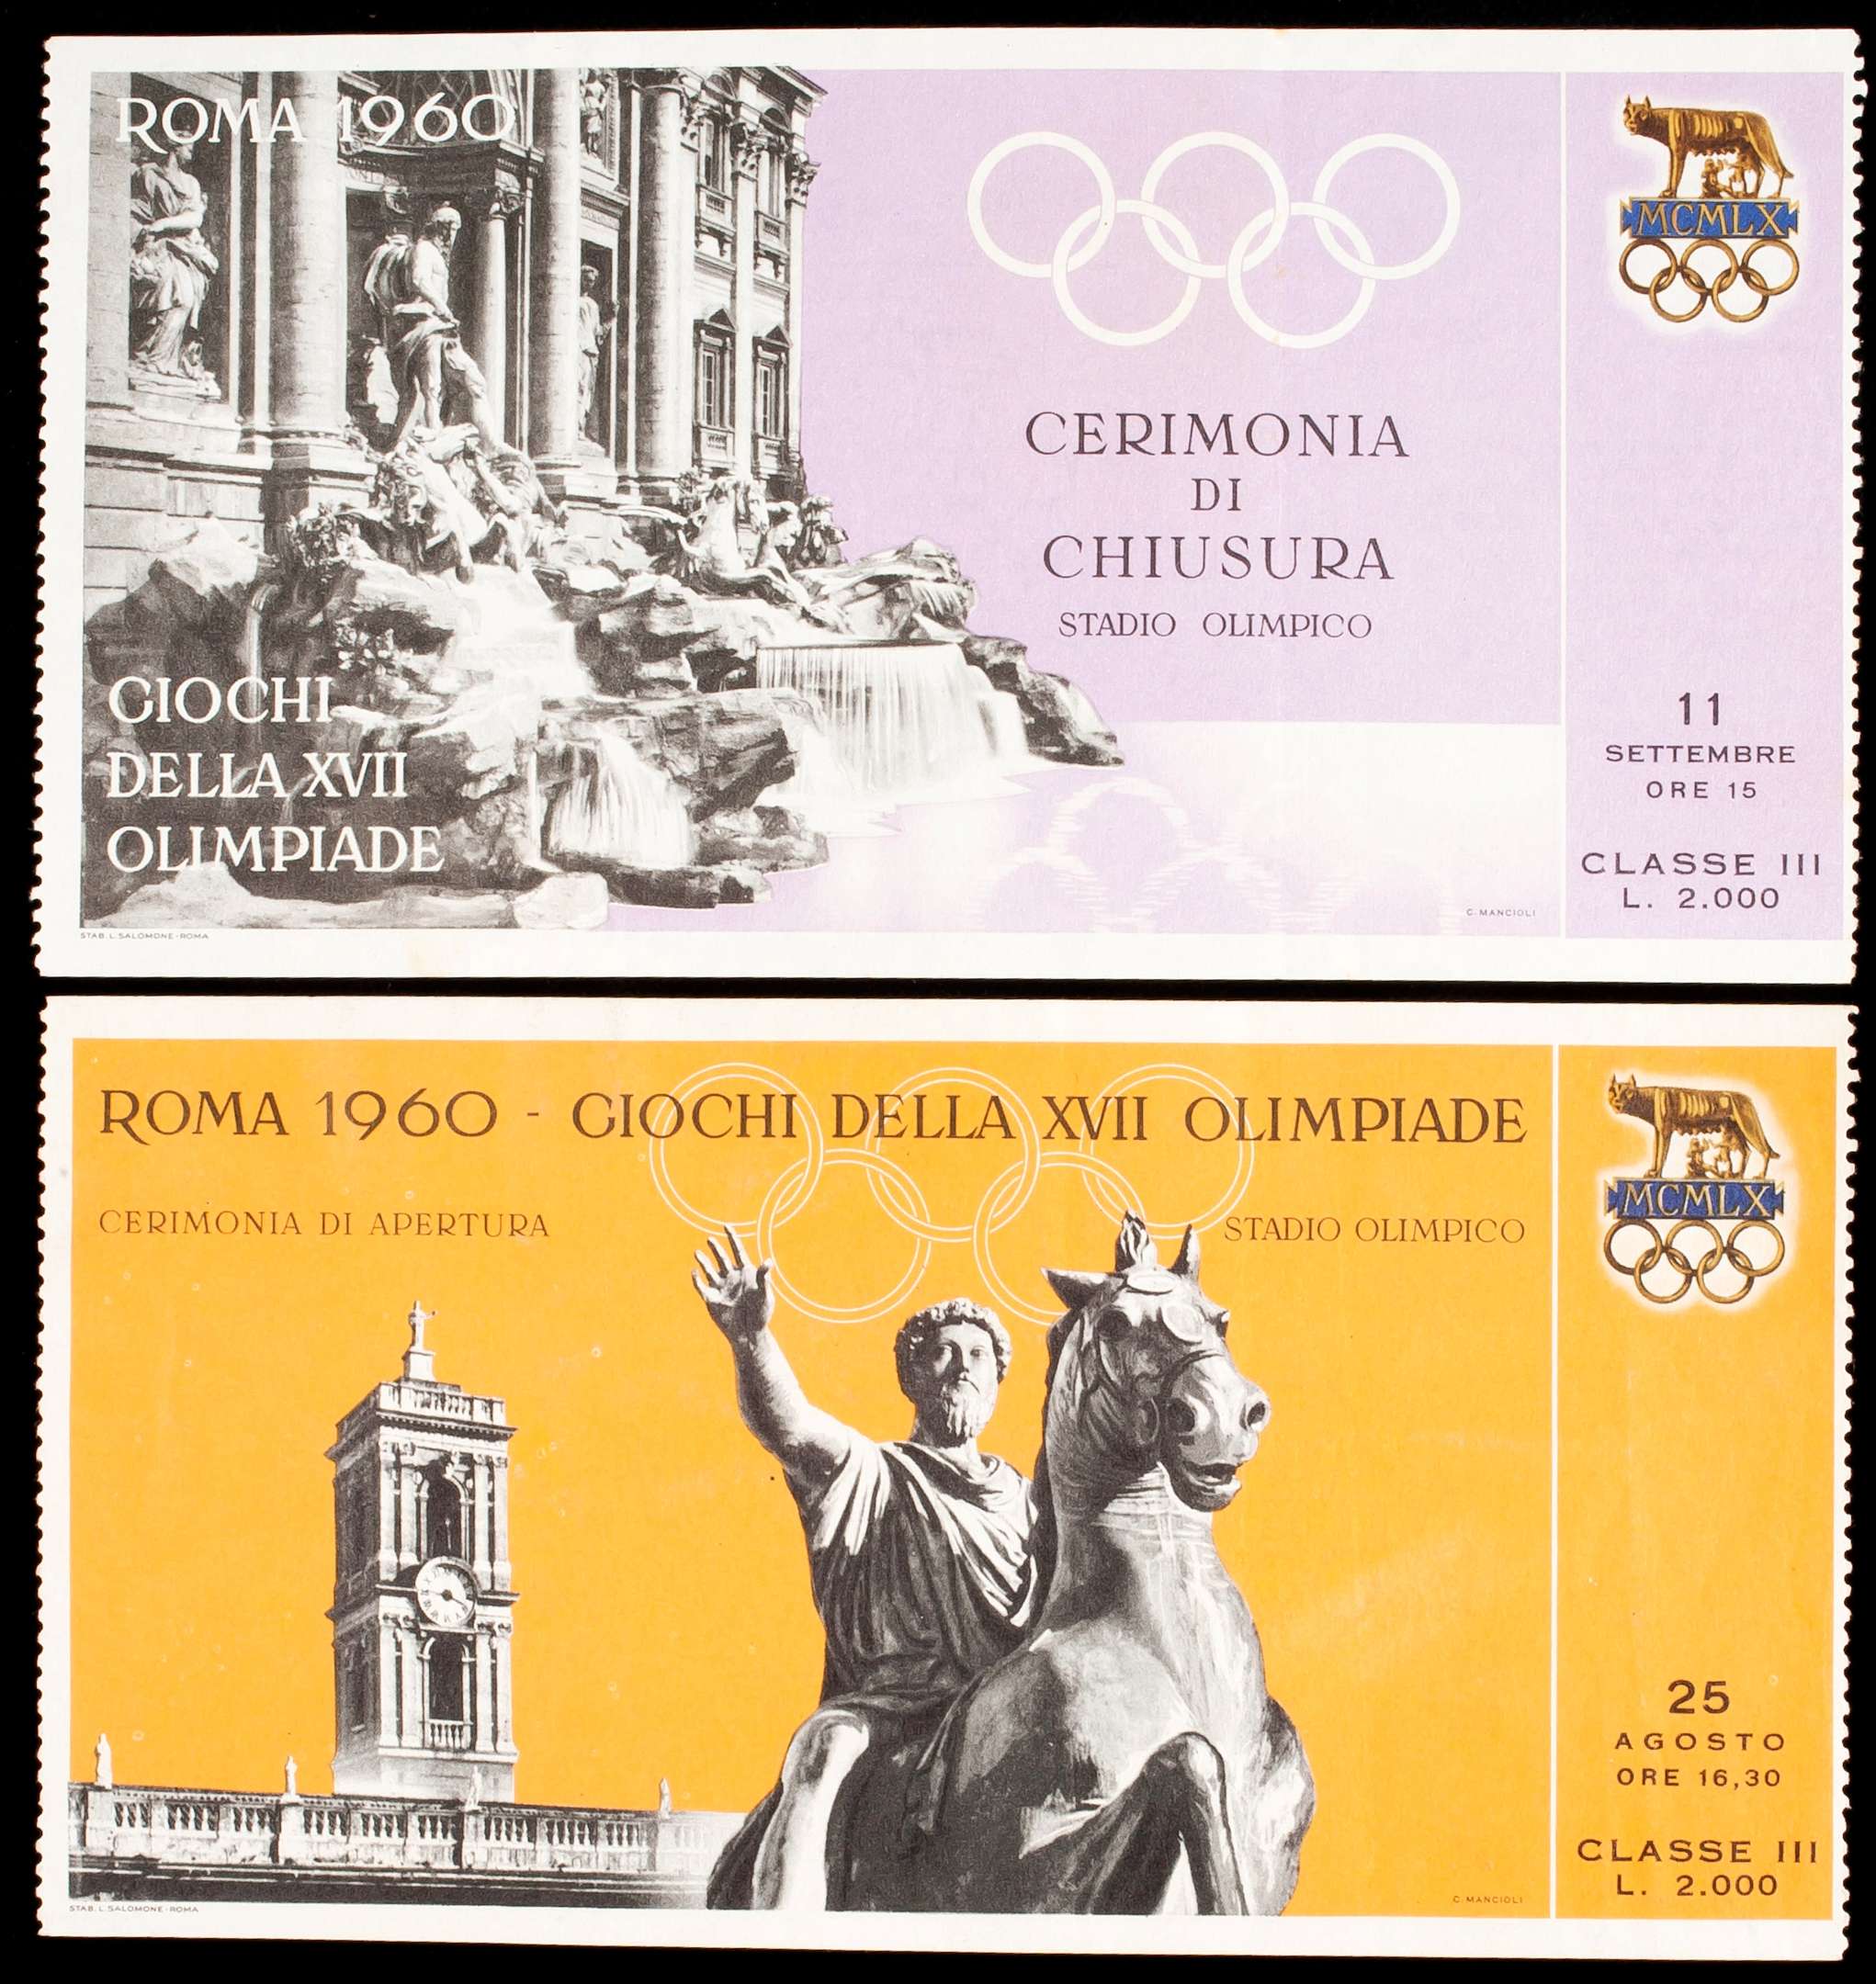 ROMA 1960
GIOCHI
DELLA XVII
OLIMPIADE
CERIMONIA
DI
CHIUSURA
STADIO OLIMPICO
C. MANCIOLI
STAB. L. SALOMONE-ROMA
MCMLX
11
SETTEMBRE
ORE 15
CLASSE III
L. 2.000
ROMA 1960 - GIOCHI DELLA XVII OLIMPIADE
CERIMONIA DI APERTURA
STADIO OLIMPICO
C. MANCIOLI
STAB. L. SALOMONE-ROMA
MCMLX
25
AGOSTO
ORE 16,30
CLASSE III
L. 2.000